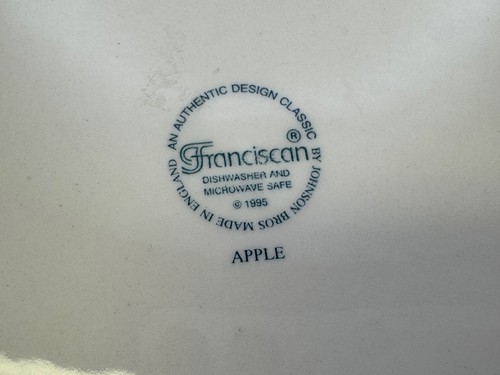 AN AUTHENTIC DESIGN CLASSIC BY JOHNSON BROS MADE IN ENGLAND
Franciscan®
DISHWASHER AND
MICROWAVE SAFE
© 1995
APPLE